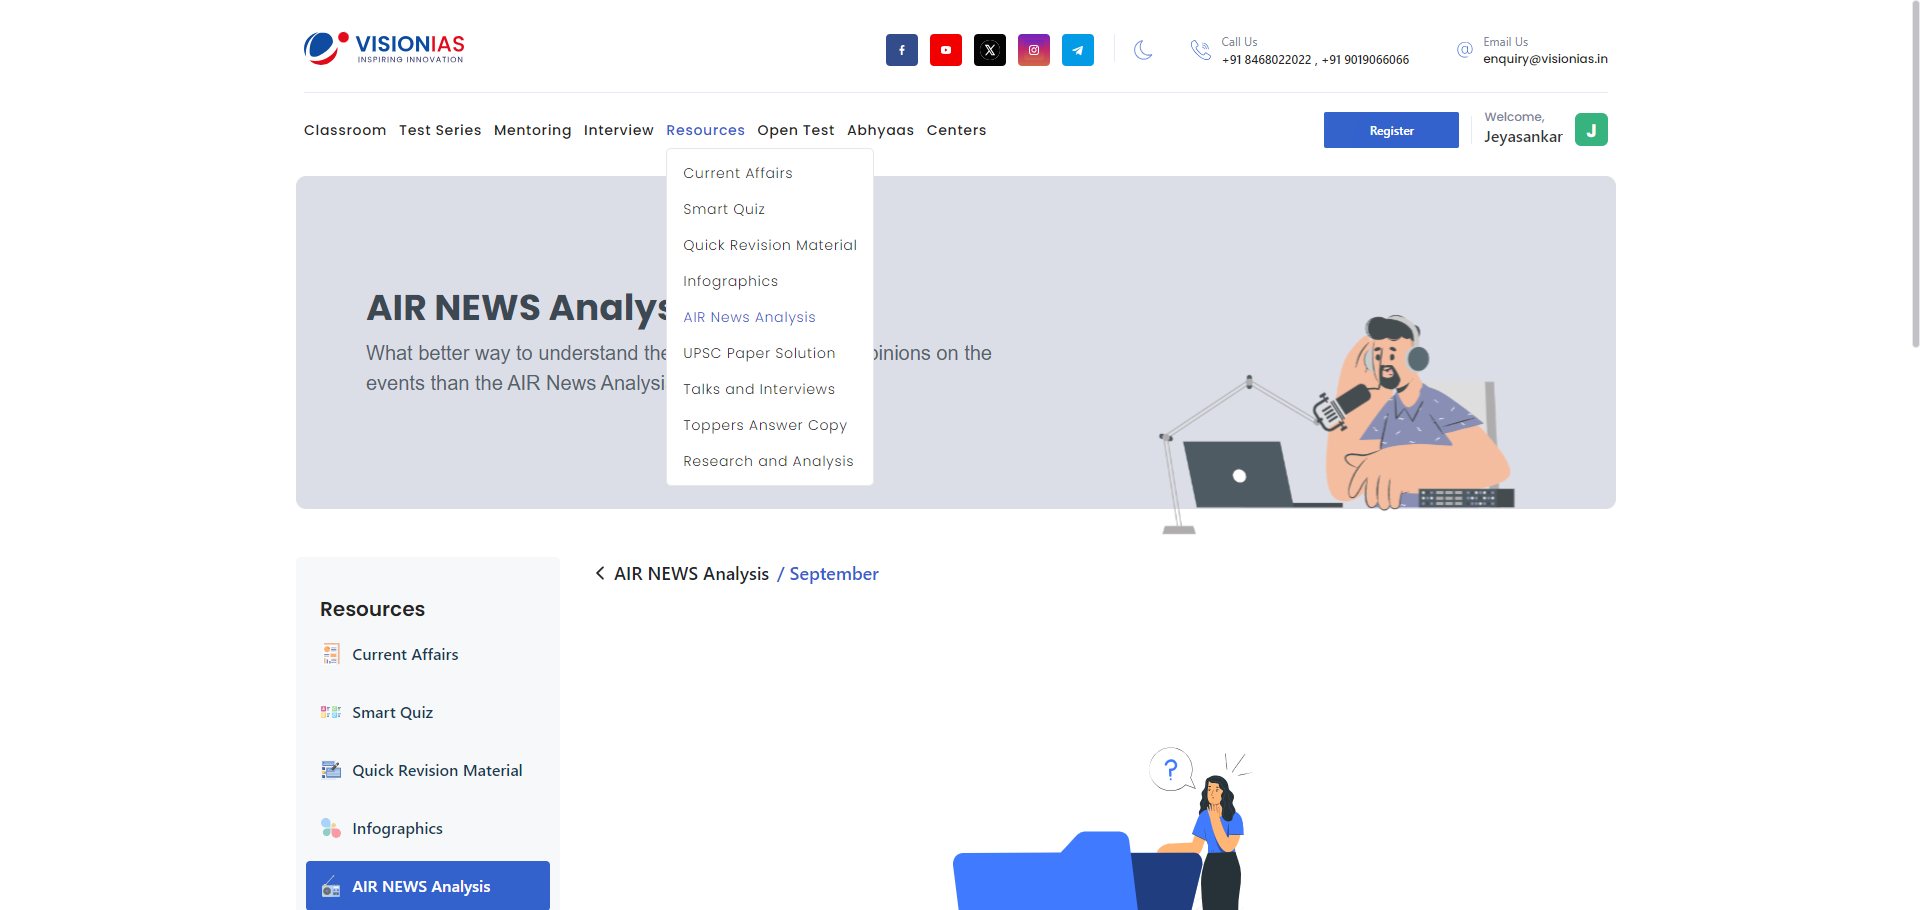 VISIONIAS
INSPIRING INNOVATION
Call Us
+91 8468022022 , +91 9019066066
Email Us
enquiry@visionias.in
Classroom Test Series Mentoring Interview Resources Open Test Abhyaas Centers
Register
Welcome,
Jeyasankar
J
Current Affairs
Smart Quiz
Quick Revision Material
Infographics
AIR News Analysis
UPSC Paper Solution
Talks and Interviews
Toppers Answer Copy
Research and Analysis
AIR NEWS Analys
What better way to understand the pinions on the
events than the AIR News Analysi
AIR NEWS Analysis / September
Resources
Current Affairs
Smart Quiz
Quick Revision Material
Infographics
AIR NEWS Analysis
?